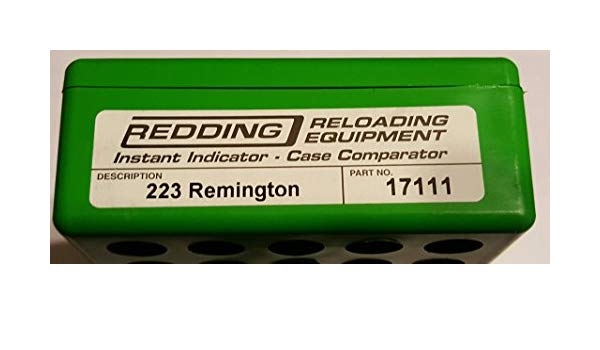 REDDING RELOADING
EQUIPMENT
Instant Indicator - Case Comparator
DESCRIPTION PART NO.
223 Remington 17111